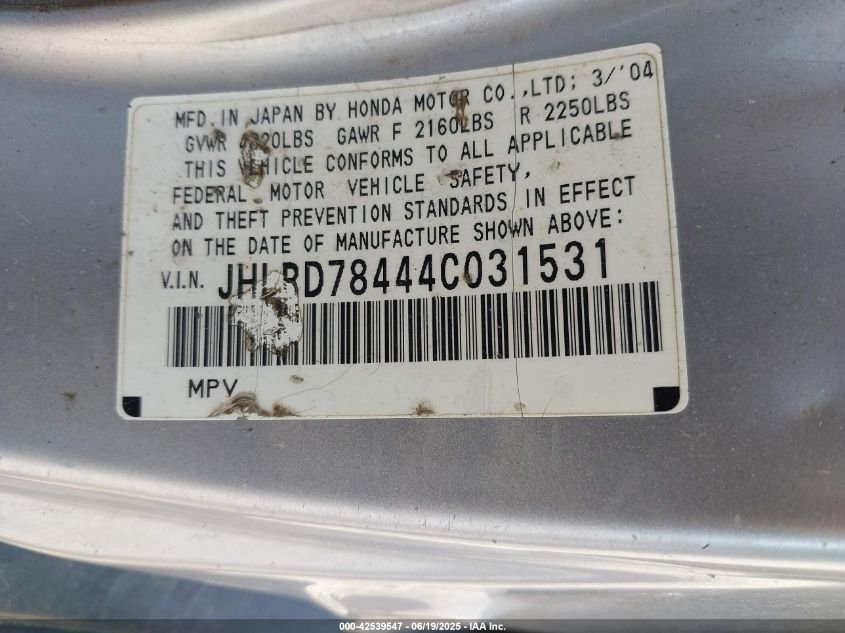 MFD. IN JAPAN BY HONDA MOTOR CO.,LTD; 3/'04
GVWR LBS GAWR F 2160LBS R 2250LBS
THIS VEHICLE CONFORMS TO ALL APPLICABLE
FEDERAL MOTOR VEHICLE SAFETY,
AND THEFT PREVENTION STANDARDS IN EFFECT
ON THE DATE OF MANUFACTURE SHOWN ABOVE:
V.I.N. JHLRD78444C031531
MPV
000-42539547 - 06/19/2025 - IAA Inc.